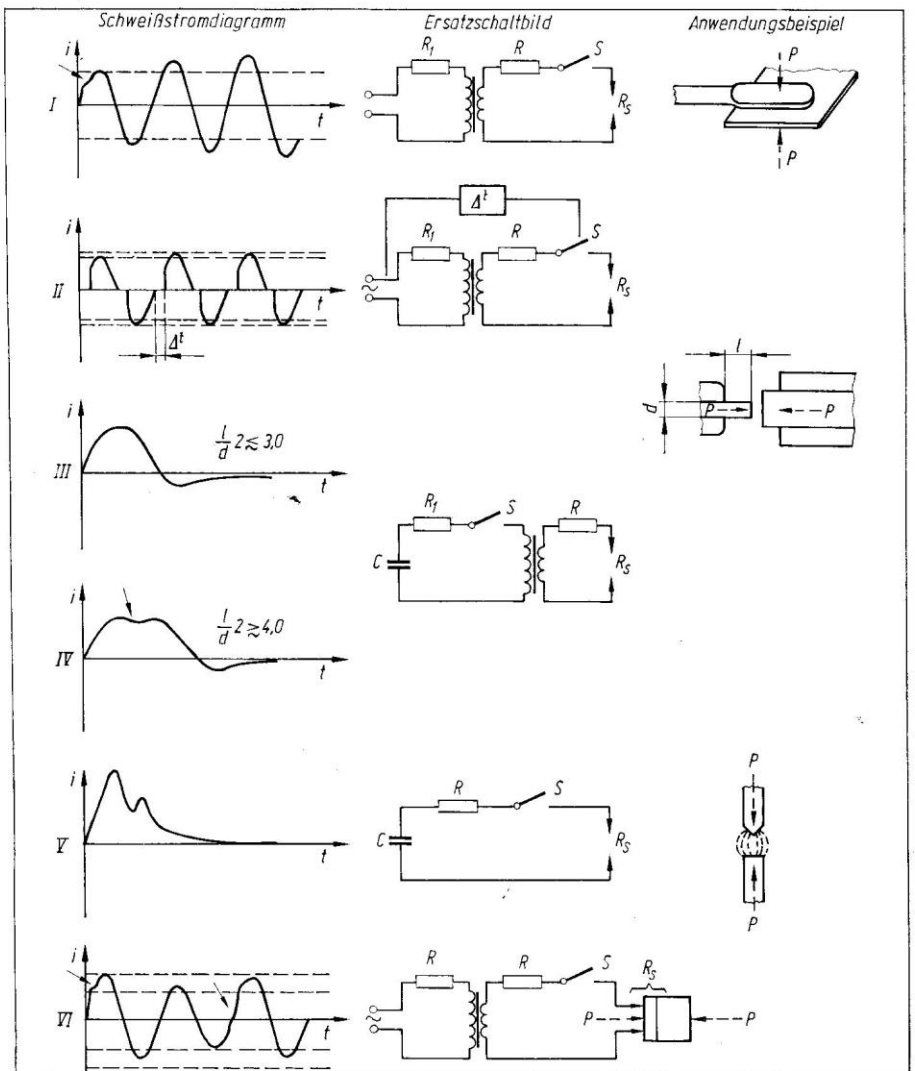 Schweißstromdiagramm Ersatzschaltbild Anwendungsbeispiel
i
I
t
R₁ R S
Rₛ
P
P
i
II
t
Δᵗ
Δᵗ
R₁ R S
Rₛ
~
i
III
t
l/d 2 ≲ 3,0
l
d
P P
R₁ S R
C
Rₛ
i
IV
t
l/d 2 ≳ 4,0
i
V
t
R S
C
Rₛ
P
P
i
VI
t
R R S
Rₛ
~
P P